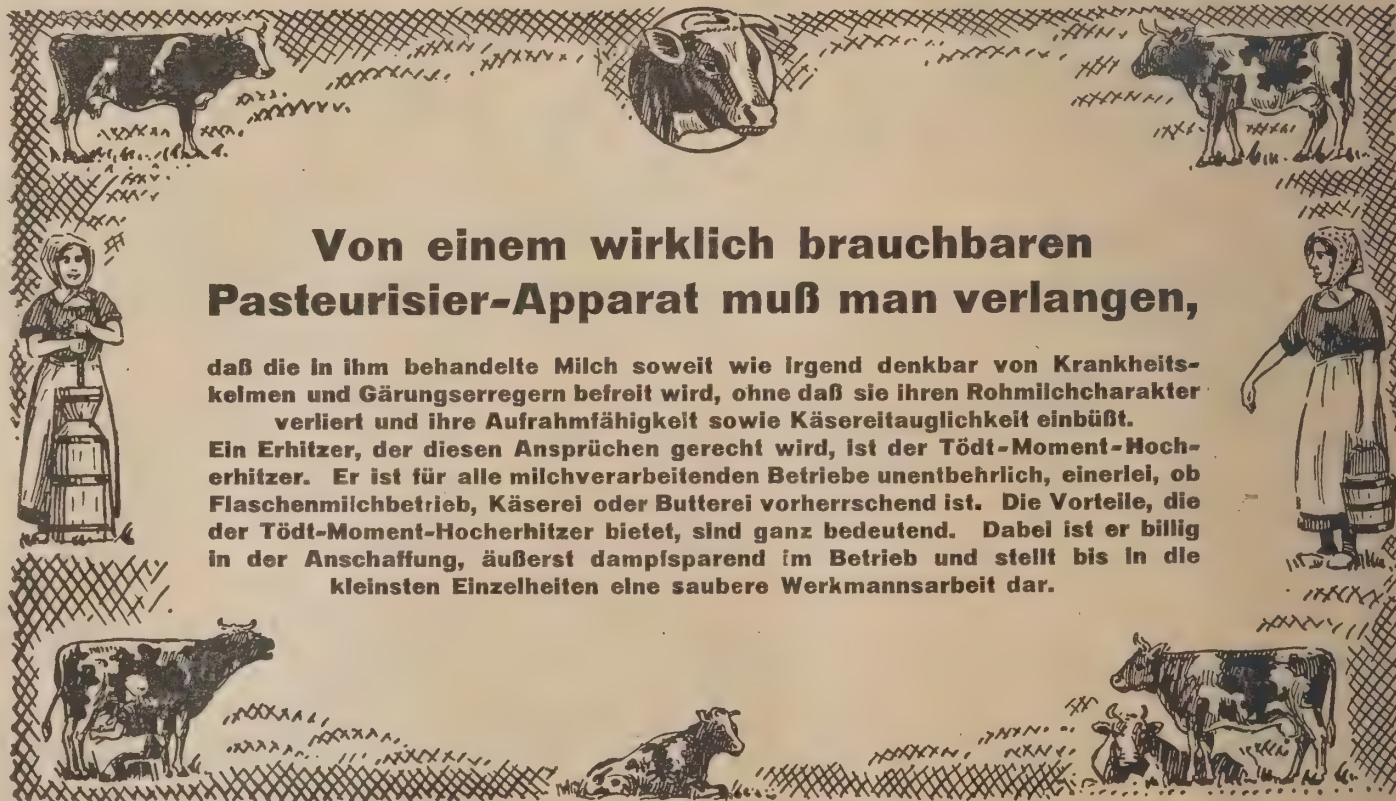 Von einem wirklich brauchbaren
Pasteurisier-Apparat muß man verlangen,
daß die in ihm behandelte Milch soweit wie irgend denkbar von Krankheits-
keimen und Gärungserregern befreit wird, ohne daß sie ihren Rohmilchcharakter
verliert und ihre Aufrahmfähigkeit sowie Käsereitauglichkeit einbüßt.
Ein Erhitzer, der diesen Ansprüchen gerecht wird, ist der Tödt-Moment-Hoch-
erhitzer. Er ist für alle milchverarbeitenden Betriebe unentbehrlich, einerlei, ob
Flaschenmilchbetrieb, Käserei oder Butterei vorherrschend ist. Die Vorteile, die
der Tödt-Moment-Hocherhitzer bietet, sind ganz bedeutend. Dabei ist er billig
in der Anschaffung, äußerst dampfsparend im Betrieb und stellt bis in die
kleinsten Einzelheiten eine saubere Werkmannsarbeit dar.